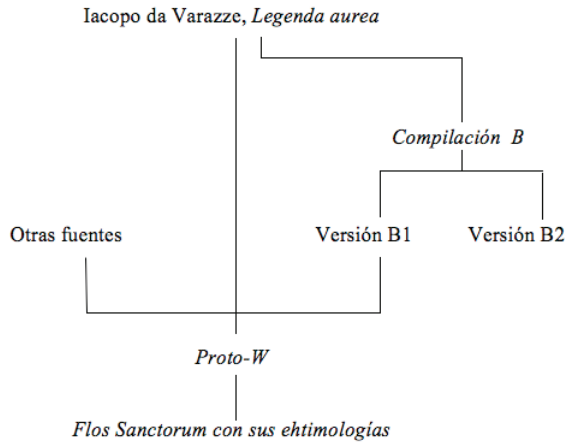 Iacopo da Varazze, Legenda aurea
Compilación B
Otras fuentes
Versión B1
Versión B2
Proto-W
Flos Sanctorum con sus ehtimologías